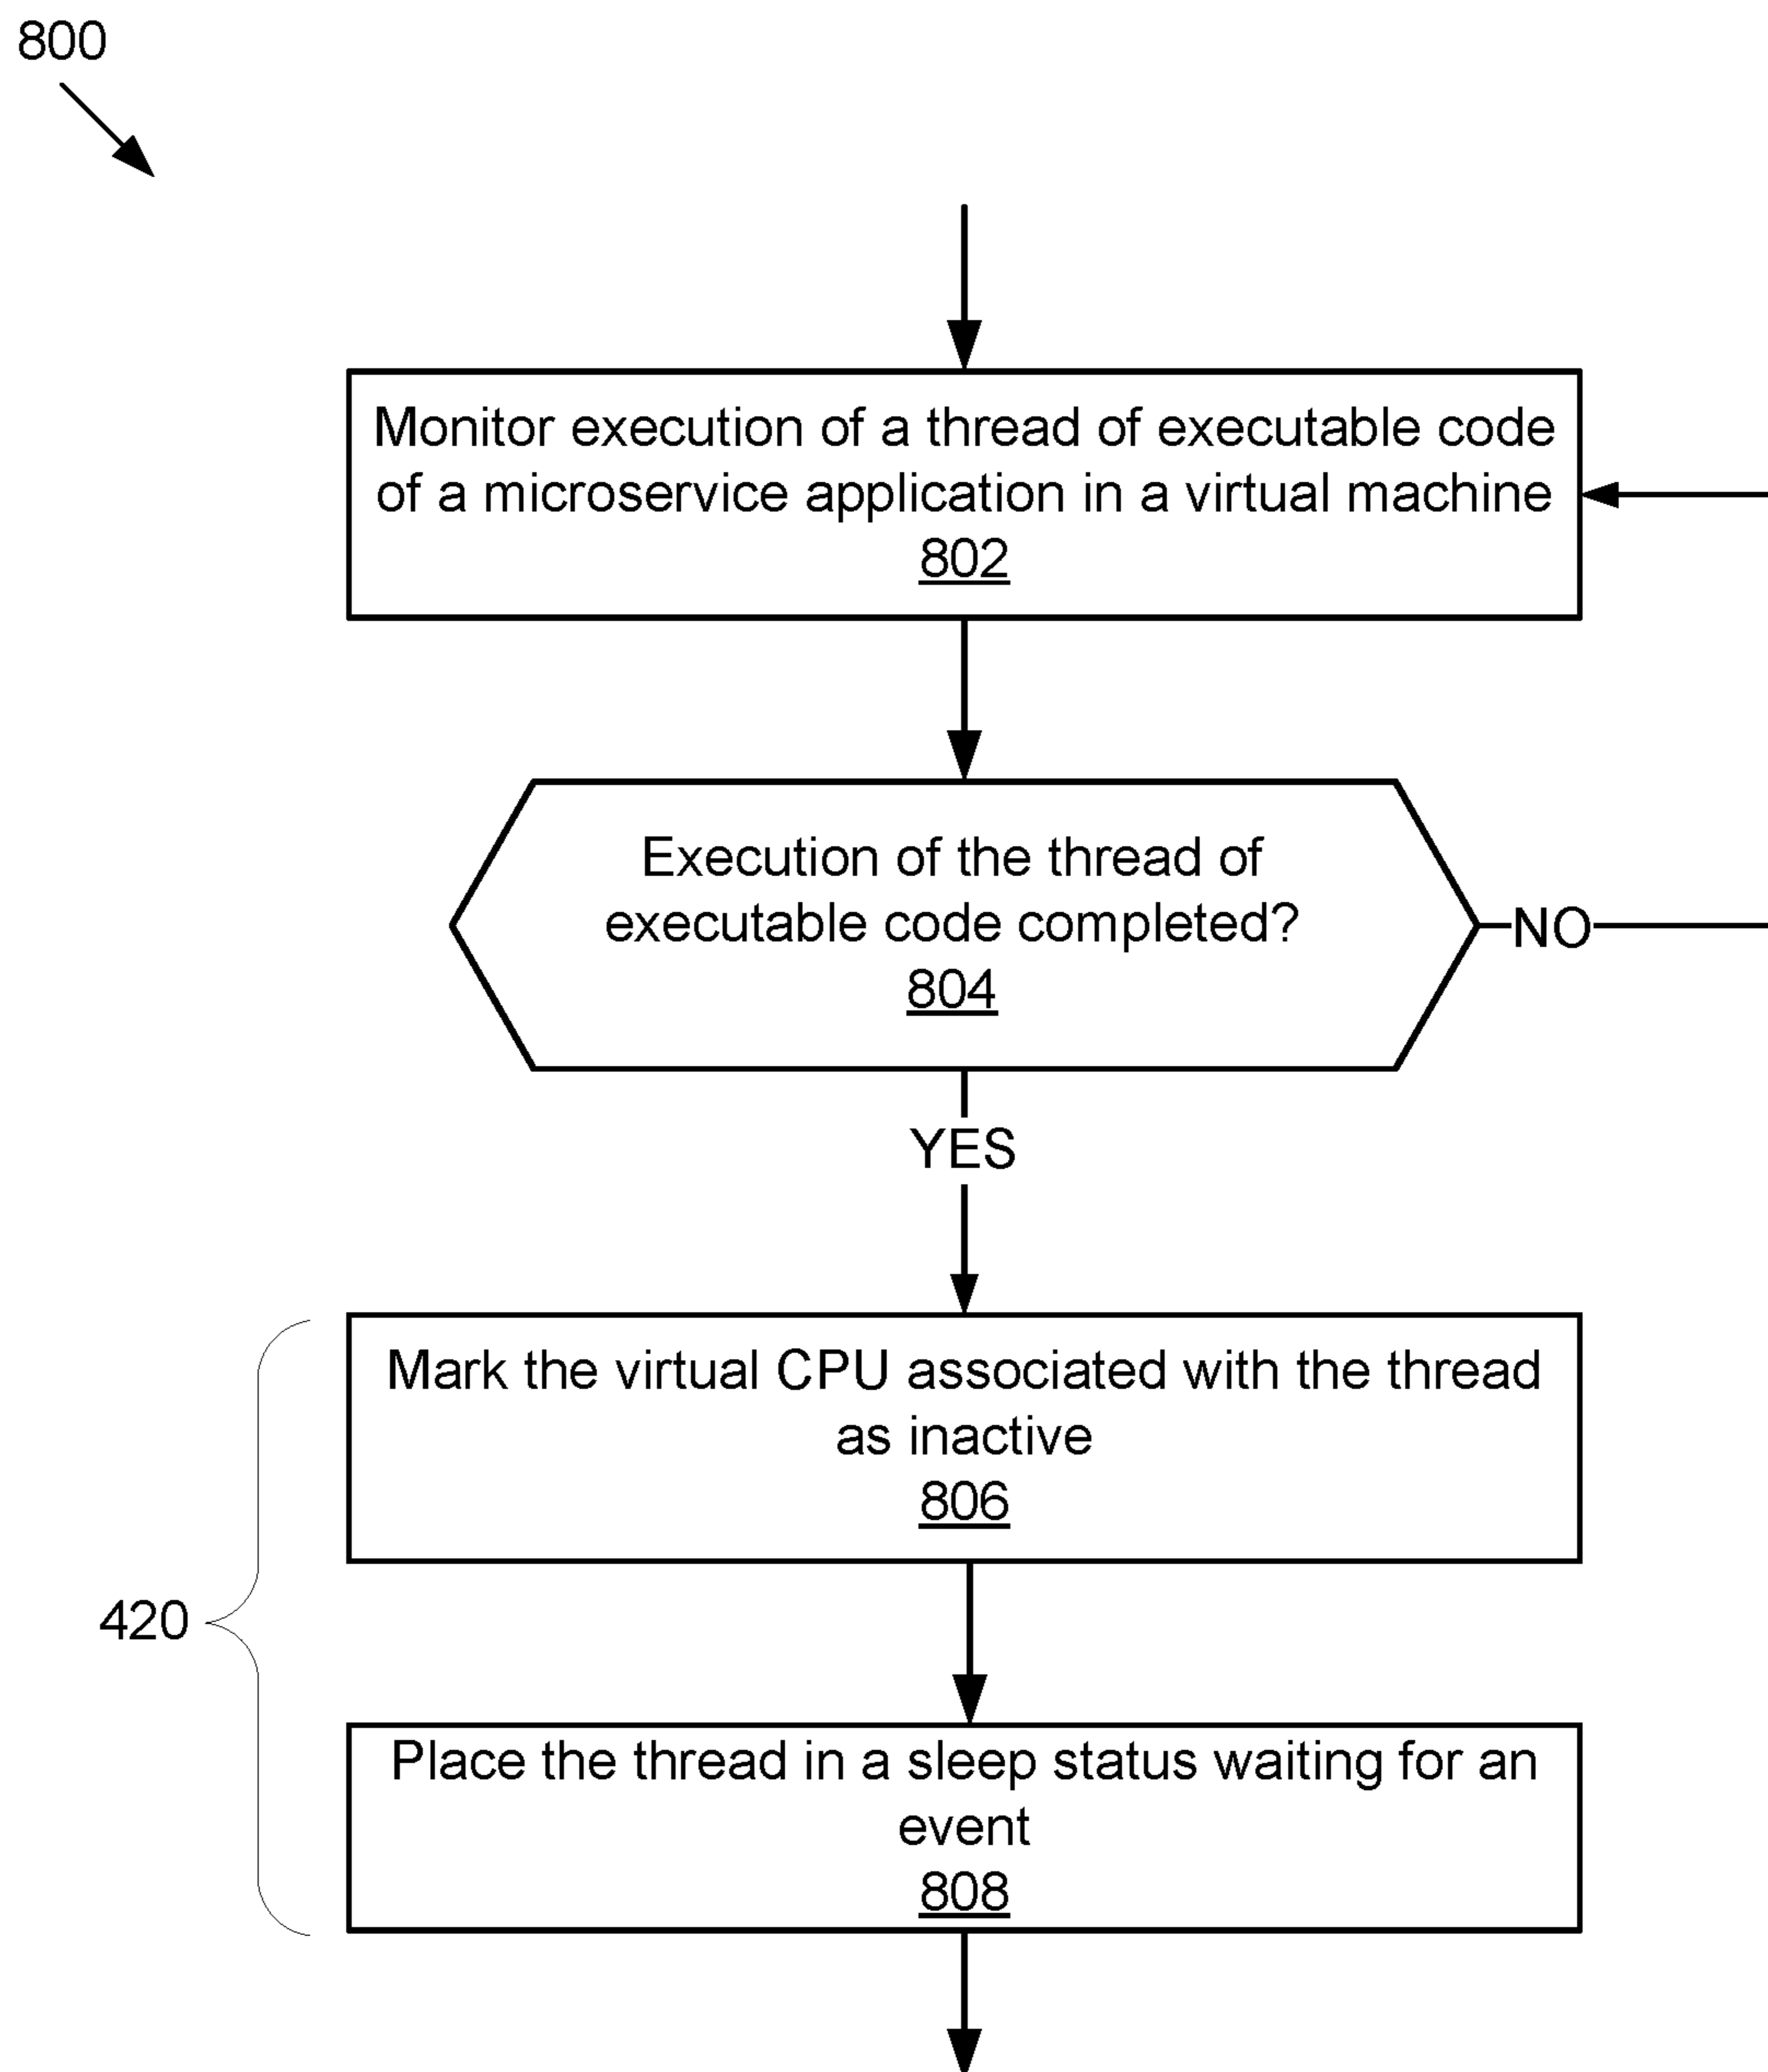 800
Monitor execution of a thread of executable code
of a microservice application in a virtual machine
802
Execution of the thread of
executable code completed?
804
NO
YES
Mark the virtual CPU associated with the thread
as inactive
806
420
Place the thread in a sleep status waiting for an
event
808